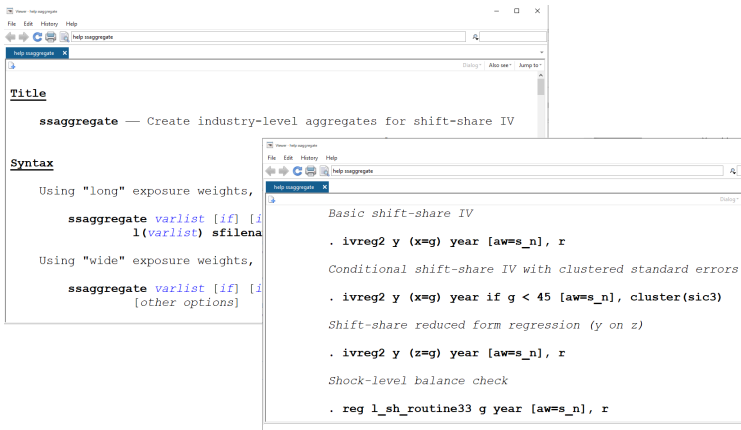 Viewer - help ssaggregate
File Edit History Help
help ssaggregate
help ssaggregate ×
Dialog Also see Jump to
Title
ssaggregate — Create industry-level aggregates for shift-share IV
Syntax
Using "long" exposure weights,
ssaggregate varlist [if] [i
l(varlist) sfilena
Using "wide" exposure weights,
ssaggregate varlist [if] [i
[other options]
Viewer - help ssaggregate
File Edit History Help
help ssaggregate
help ssaggregate ×
Dialog
Basic shift-share IV
. ivreg2 y (x=g) year [aw=s_n], r
Conditional shift-share IV with clustered standard errors
. ivreg2 y (x=g) year if g < 45 [aw=s_n], cluster(sic3)
Shift-share reduced form regression (y on z)
. ivreg2 y (z=g) year [aw=s_n], r
Shock-level balance check
. reg l_sh_routine33 g year [aw=s_n], r